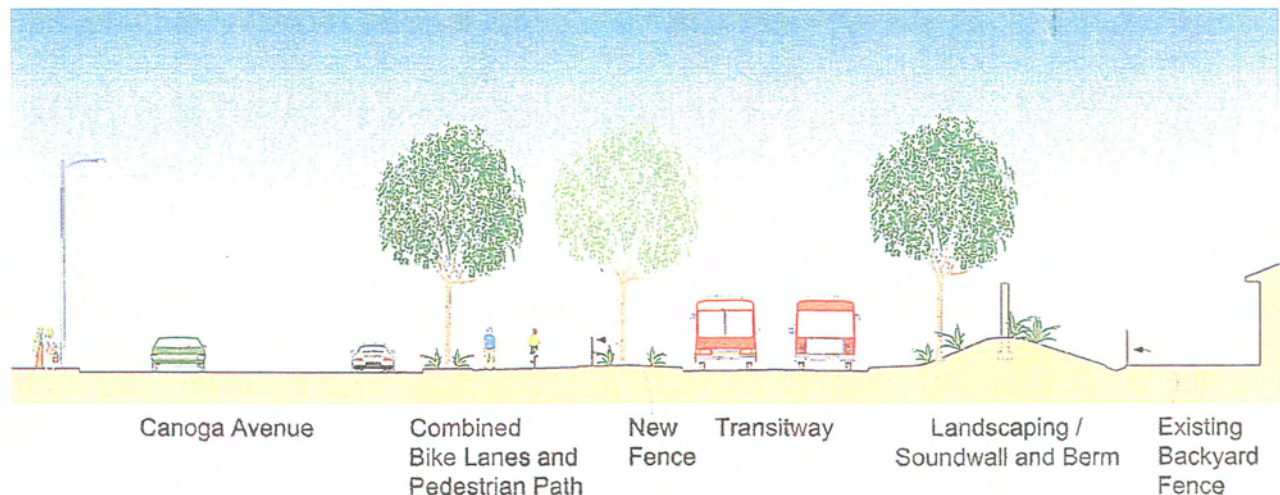 Canoga Avenue
Combined
Bike Lanes and
Pedestrian Path
New
Fence
Transitway
Landscaping /
Soundwall and Berm
Existing
Backyard
Fence